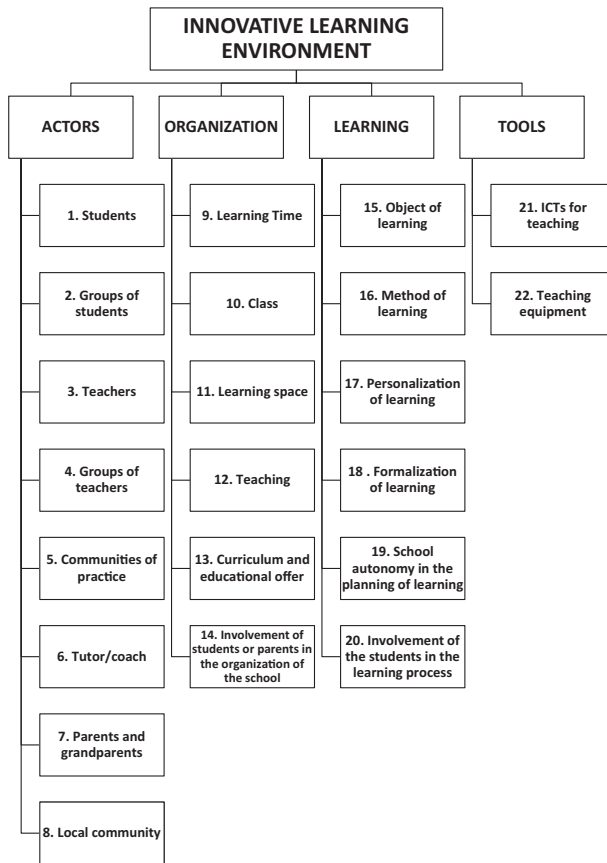 INNOVATIVE LEARNING
ENVIRONMENT
ACTORS
ORGANIZATION
LEARNING
TOOLS
1. Students
2. Groups of
students
3. Teachers
4. Groups of
teachers
5. Communities of
practice
6. Tutor/coach
7. Parents and
grandparents
8. Local community
9. Learning Time
10. Class
11. Learning space
12. Teaching
13. Curriculum and
educational offer
14. Involvement of
students or parents in
the organization of
the school
15. Object of
learning
16. Method of
learning
17. Personalization
of learning
18 . Formalization
of learning
19. School
autonomy in the
planning of learning
20. Involvement of
the students in the
learning process
21. ICTs for
teaching
22. Teaching
equipment